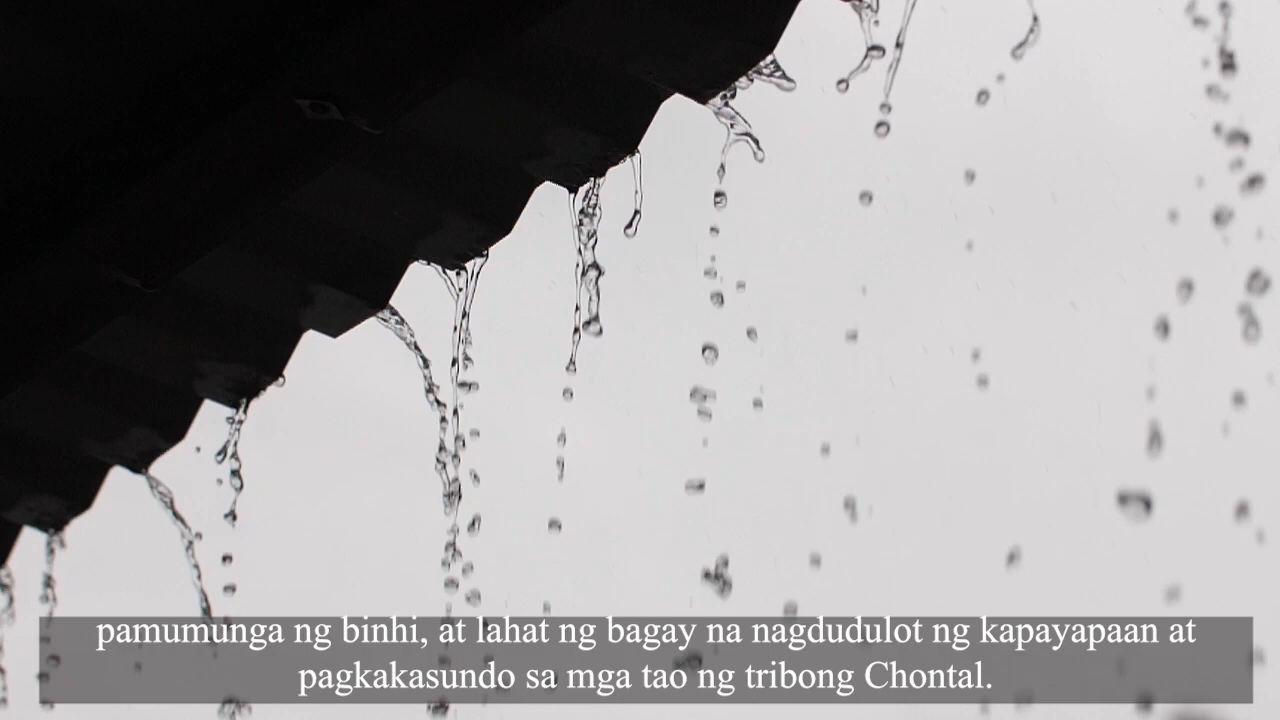 pamumunga ng binhi, at lahat ng bagay na nagdudulot ng kapayapaan at
pagkakasundo sa mga tao ng tribong Chontal.